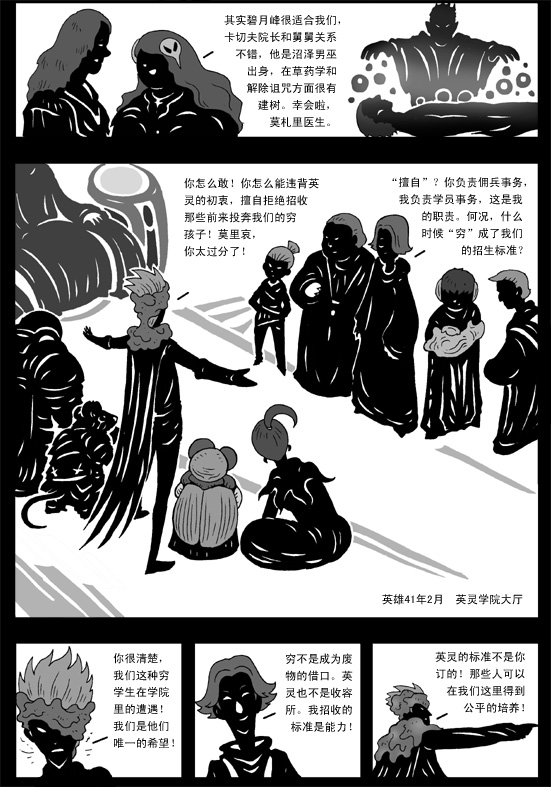 其实碧月峰很适合我们，
卡切夫院长和舅舅关系
不错，他是沼泽男巫
出身，在草药学和
解除诅咒方面很有
建树。幸会啦，
莫札里医生。
你怎么敢！你怎么能违背英
灵的初衷，擅自拒绝招收
那些前来投奔我们的穷
孩子！莫里哀，
你太过分了！
“擅自”？你负责佣兵事务，
我负责学员事务，这是我
的职责。何况，什么
时候“穷”成了我们
的招生标准？
英雄41年2月 英灵学院大厅
你很清楚，
我们这种穷
学生在学院
里的遭遇！
我们是他们
唯一的希望！
穷不是成为废
物的借口。英
灵也不是收容
所。我招收的
标准是能力！
英灵的标准不是你
订的！那些人可以
在我们这里得到
公平的培养！